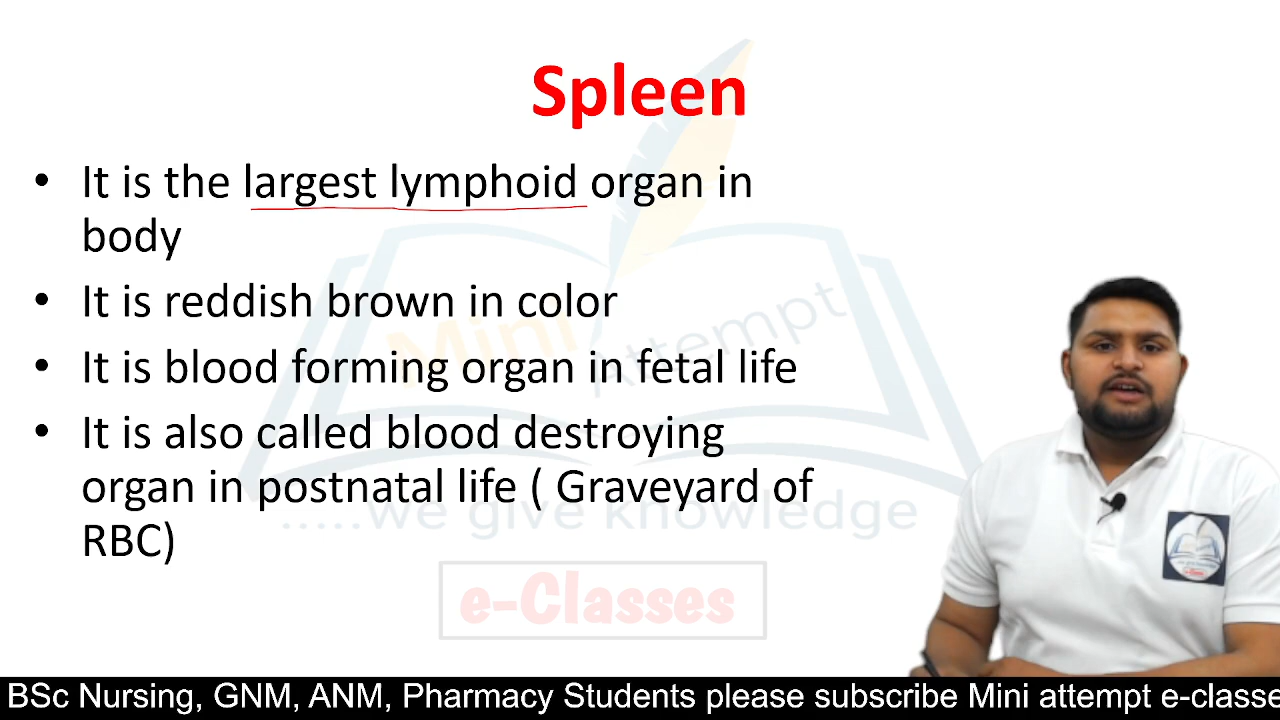 Spleen
• It is the largest lymphoid organ in
body
• It is reddish brown in color
• It is blood forming organ in fetal life
• It is also called blood destroying
organ in postnatal life ( Graveyard of
RBC)
Mini
Attempt
.....we give knowledge
e-Classes
BSc Nursing, GNM, ANM, Pharmacy Students please subscribe Mini attempt e-classe